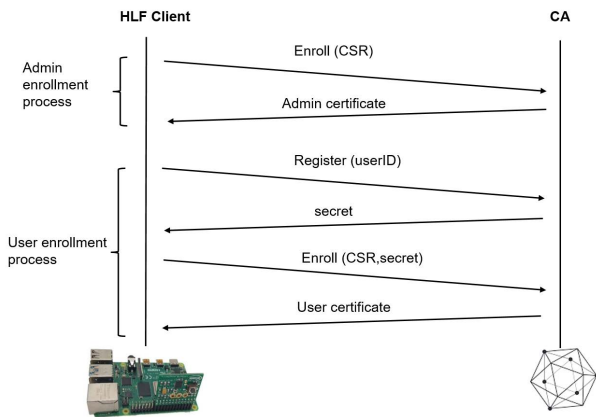 HLF Client
CA
Enroll (CSR)
Admin
enrollment
process
Admin certificate
Register (userID)
secret
User enrollment
process
Enroll (CSR,secret)
User certificate